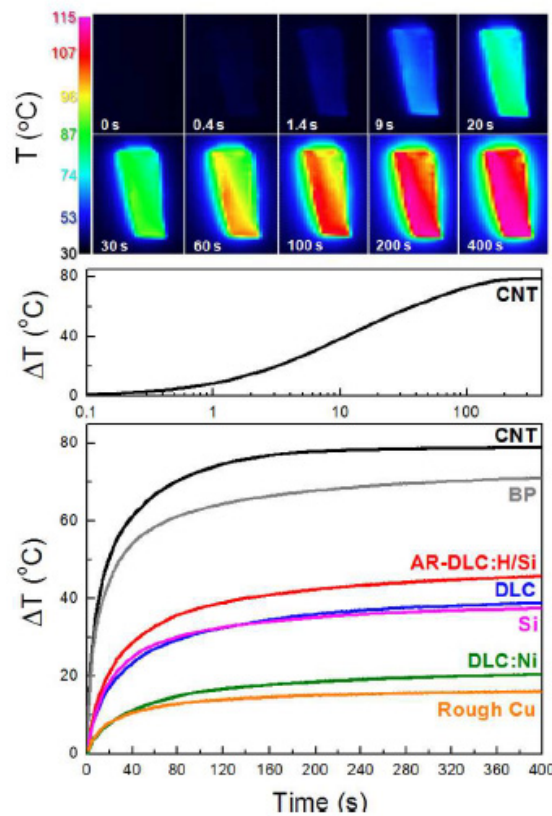 115
107
96
87
74
53
30
T (°C)
0 s
0.4 s
1.4 s
9 s
20 s
30 s
60 s
100 s
200 s
400 s
80
40
0
ΔT (°C)
CNT
0.1
1
10
100
80
60
40
20
0
ΔT (°C)
CNT
BP
AR-DLC:H/Si
DLC
Si
DLC:Ni
Rough Cu
0 40 80 120 160 200 240 280 320 360 400
Time (s)